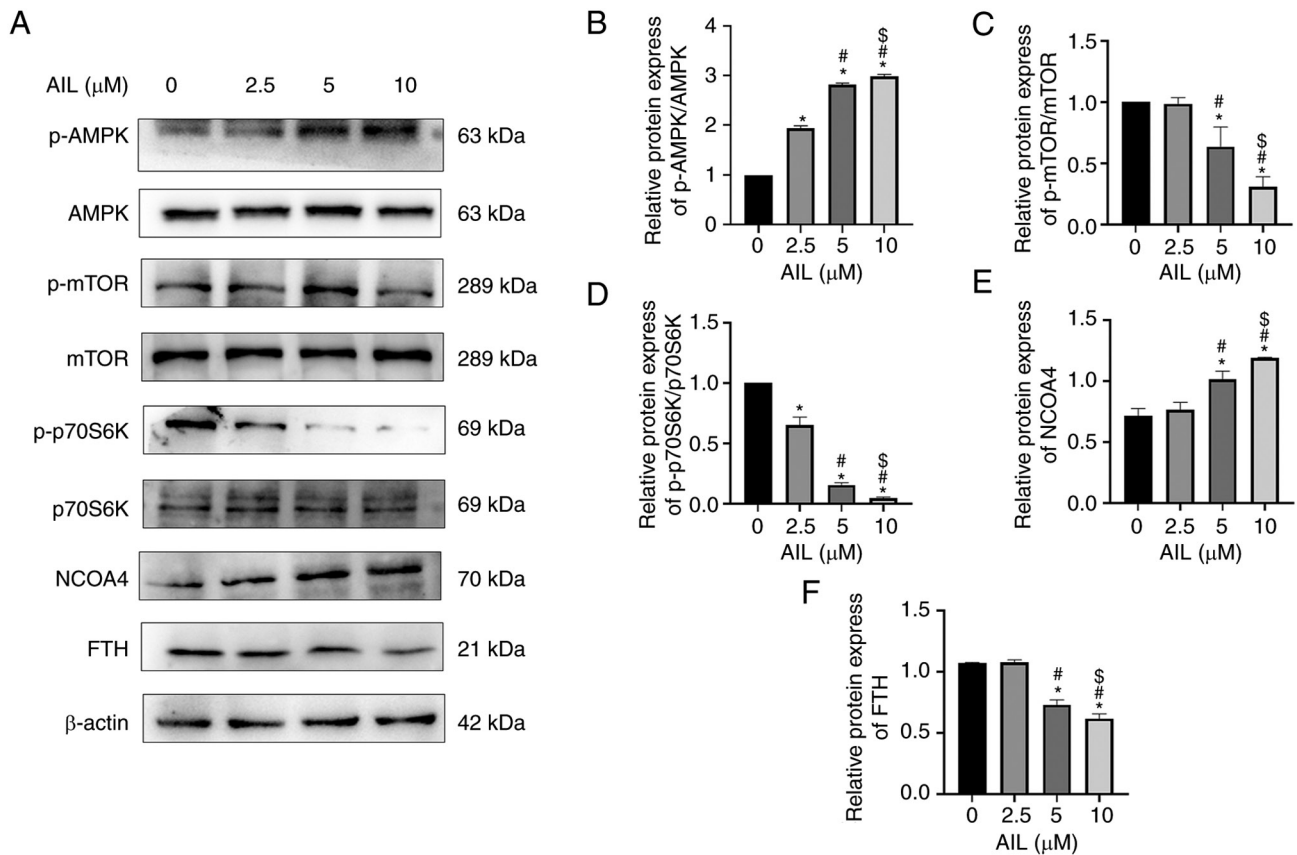 A
AIL (μM) 0 2.5 5 10
p-AMPK 63 kDa
AMPK 63 kDa
p-mTOR 289 kDa
mTOR 289 kDa
p-p70S6K 69 kDa
p70S6K 69 kDa
NCOA4 70 kDa
FTH 21 kDa
β-actin 42 kDa
B
Relative protein express
of p-AMPK/AMPK
4
3
2
1
0
*
#
*
$
#
*
0 2.5 5 10
AIL (μM)
C
Relative protein express
of p-mTOR/mTOR
1.5
1.0
0.5
0.0
#
*
$
#
*
0 2.5 5 10
AIL (μM)
D
Relative protein express
of p-p70S6K/p70S6K
1.5
1.0
0.5
0.0
*
#
*
$
#
*
0 2.5 5 10
AIL (μM)
E
Relative protein express
of NCOA4
1.5
1.0
0.5
0.0
#
*
$
#
*
0 2.5 5 10
AIL (μM)
F
Relative protein express
of FTH
1.5
1.0
0.5
0.0
#
*
$
#
*
0 2.5 5 10
AIL (μM)